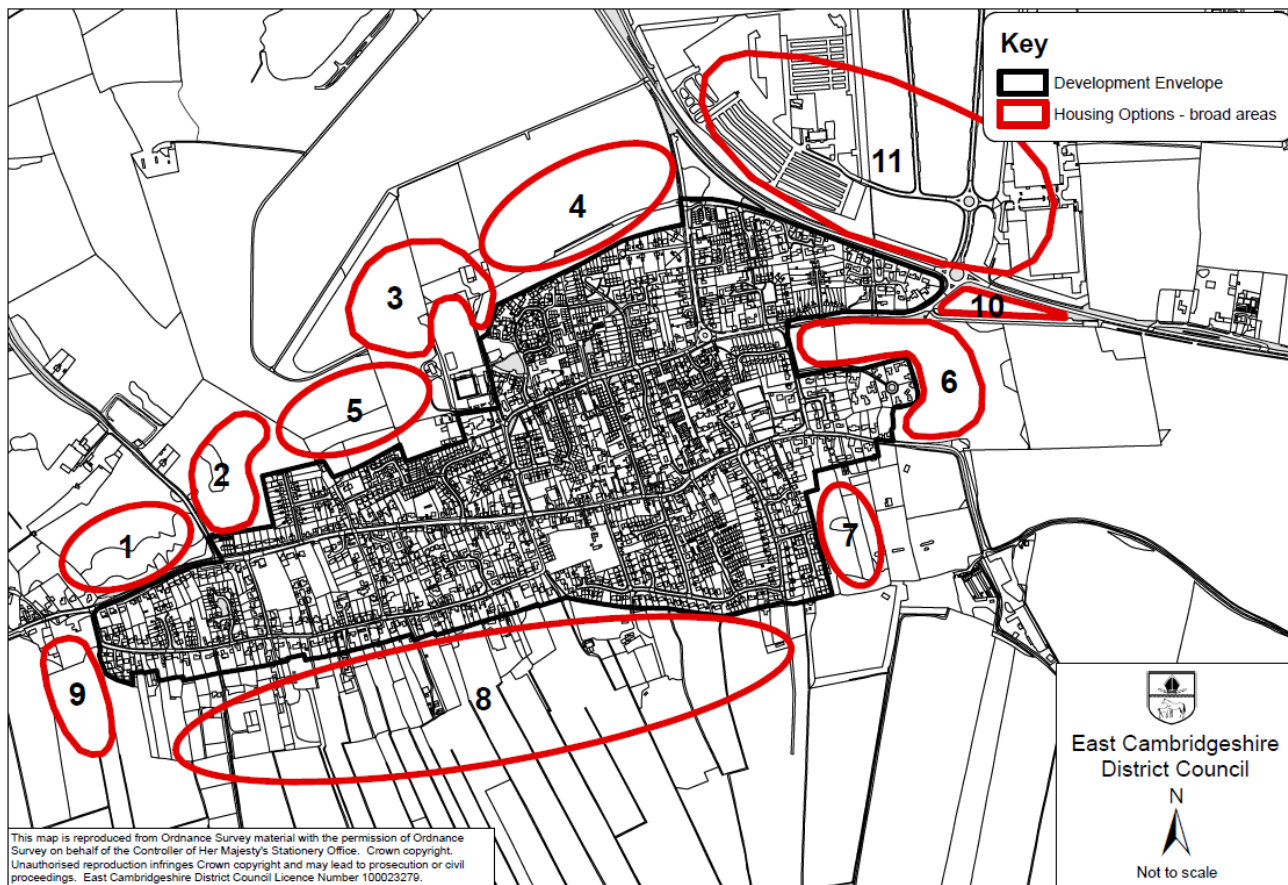 Key
Development Envelope
Housing Options - broad areas
11
4
3
10
6
5
2
7
1
8
9
East Cambridgeshire
District Council
N
Not to scale
This map is reproduced from Ordnance Survey material with the permission of Ordnance
Survey on behalf of the Controller of Her Majesty's Stationery Office. Crown copyright.
Unauthorised reproduction infringes Crown copyright and may lead to prosecution or civil
proceedings. East Cambridgeshire District Council Licence Number 100023279.